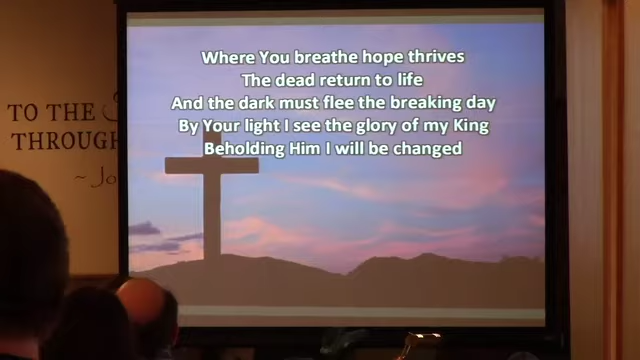 Where You breathe hope thrives
The dead return to life
And the dark must flee the breaking day
By Your light I see the glory of my King
Beholding Him I will be changed
TO THE
THROUGH
~ Jo